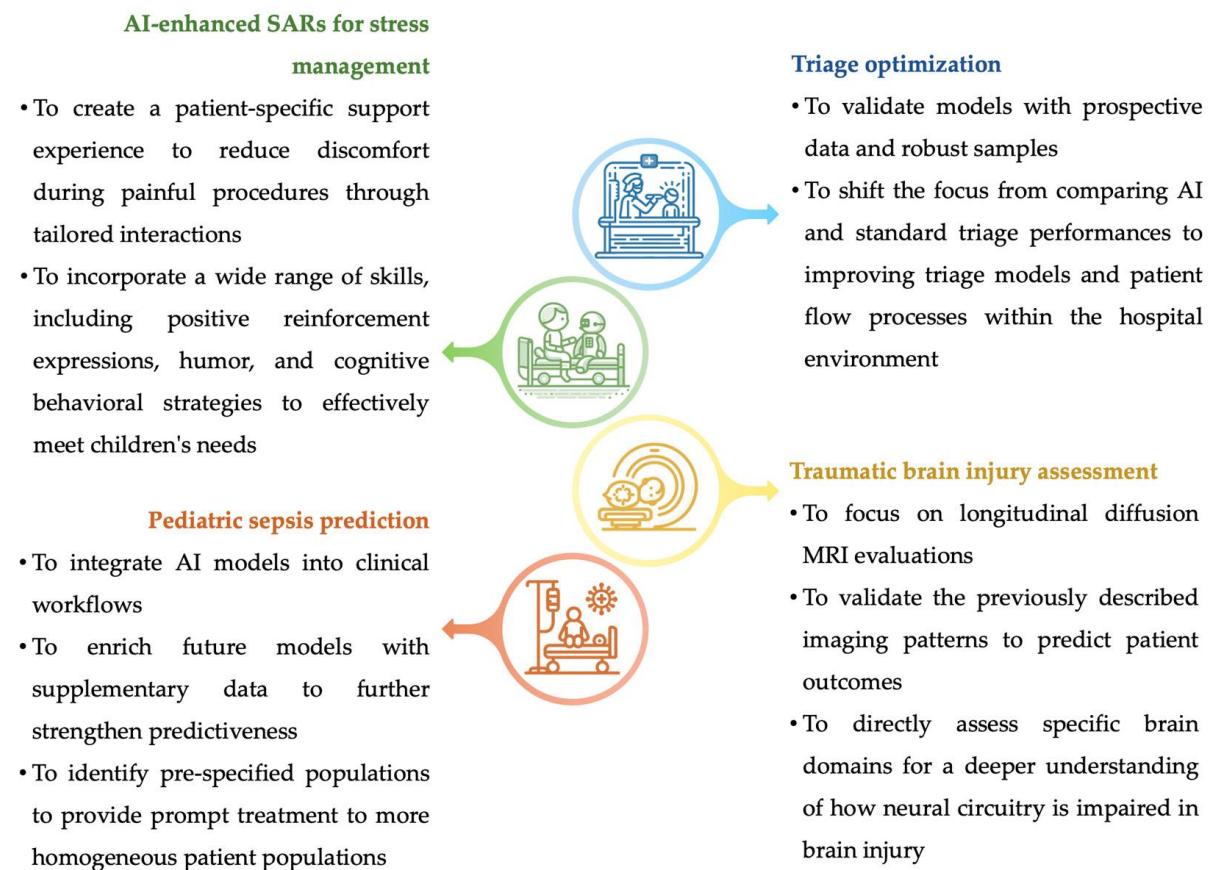 AI-enhanced SARs for stress
management
• To create a patient-specific support
experience to reduce discomfort
during painful procedures through
tailored interactions
• To incorporate a wide range of skills,
including positive reinforcement
expressions, humor, and cognitive
behavioral strategies to effectively
meet children's needs
Triage optimization
• To validate models with prospective
data and robust samples
• To shift the focus from comparing AI
and standard triage performances to
improving triage models and patient
flow processes within the hospital
environment
Pediatric sepsis prediction
• To integrate AI models into clinical
workflows
• To enrich future models with
supplementary data to further
strengthen predictiveness
• To identify pre-specified populations
to provide prompt treatment to more
homogeneous patient populations
Traumatic brain injury assessment
• To focus on longitudinal diffusion
MRI evaluations
• To validate the previously described
imaging patterns to predict patient
outcomes
• To directly assess specific brain
domains for a deeper understanding
of how neural circuitry is impaired in
brain injury